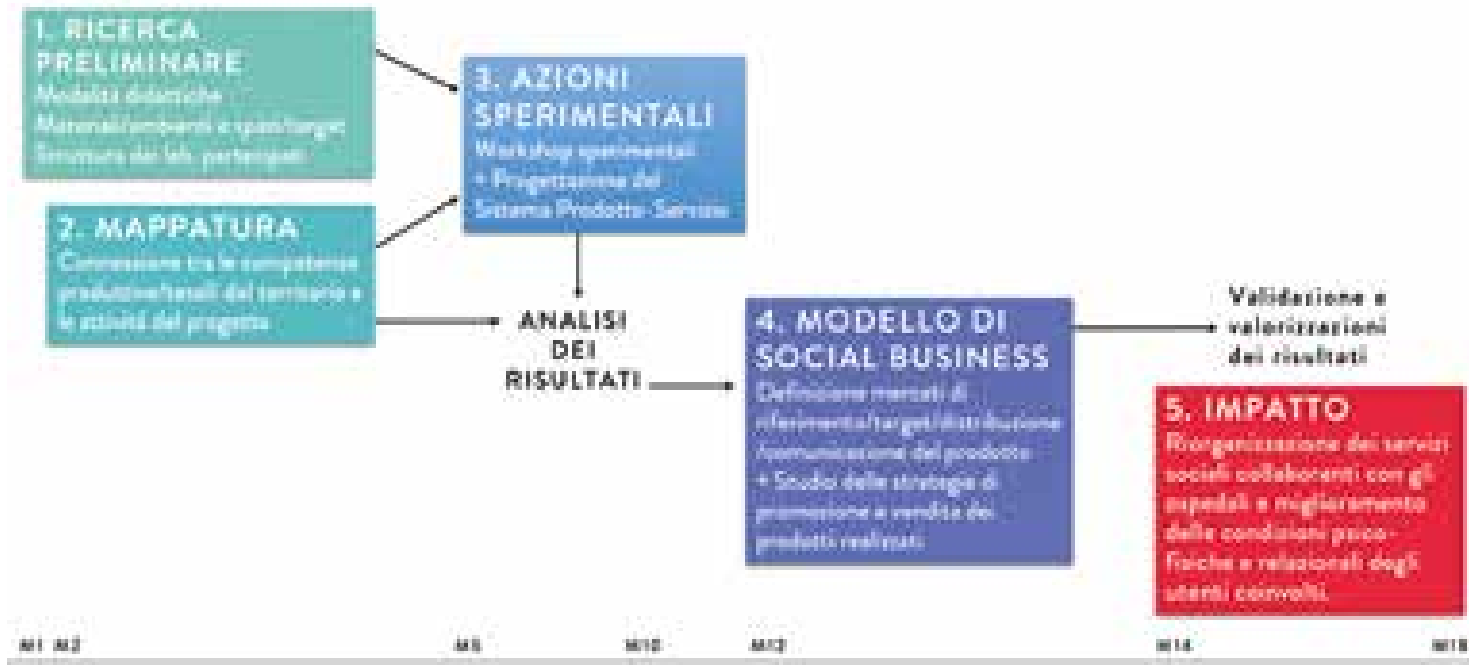 1. RICERCA
PRELIMINARE
Modalità didattiche
Materiali/ambienti e spazi/target
Struttura dei lab. partecipati
2. MAPPATURA
Connessione tra le competenze
produttive/tessili del territorio e
le attività del progetto
3. AZIONI
SPERIMENTALI
Workshop sperimentali
+ Progettazione del
Sistema Prodotto-Servizio
ANALISI
DEI
RISULTATI
4. MODELLO DI
SOCIAL BUSINESS
Definizione mercati di
riferimento/target/distribuzione
/comunicazione del prodotto
+ Studio delle strategie di
promozione e vendita dei
prodotti realizzati
Validazione e
valorizzazioni
dei risultati
5. IMPATTO
Riorganizzazione dei servizi
sociali collaboranti con gli
ospedali e miglioramento
delle condizioni psico-
fisiche e relazionali degli
utenti coinvolti.
M1 M2 M10 M12